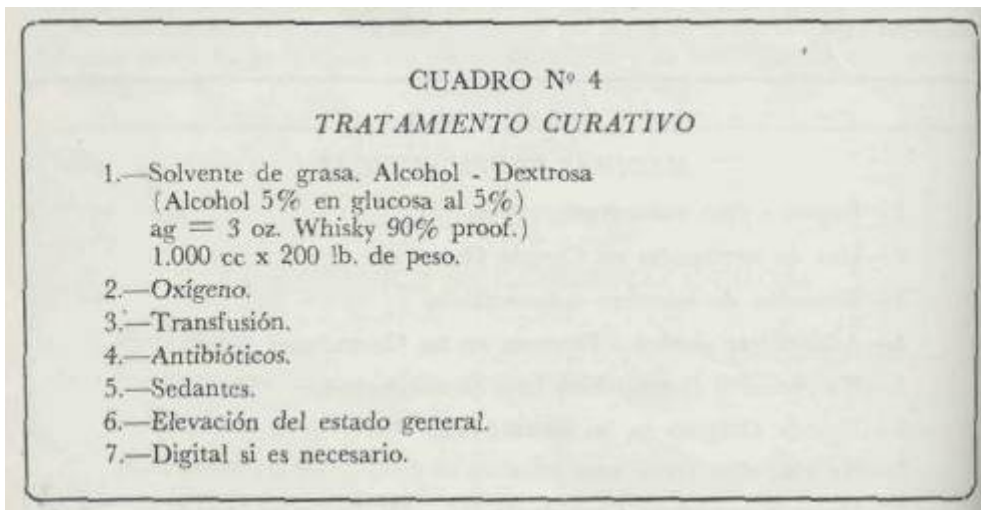 CUADRO Nº 4
TRATAMIENTO CURATIVO
1.—Solvente de grasa. Alcohol - Dextrosa
(Alcohol 5% en glucosa al 5%)
ag = 3 oz. Whisky 90% proof.)
1.000 cc x 200 lb. de peso.
2.—Oxígeno.
3.—Transfusión.
4.—Antibióticos.
5.—Sedantes.
6.—Elevación del estado general.
7.—Digital si es necesario.